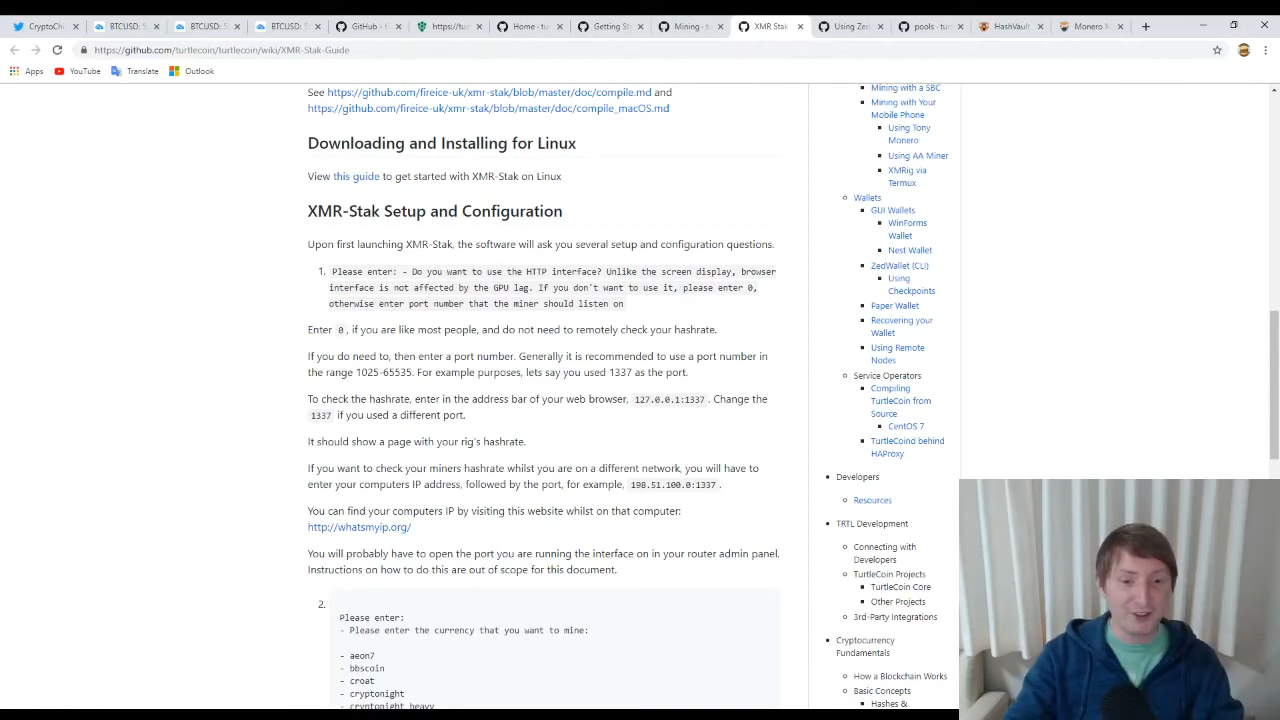 CryptoChi
BTCUSD: S
BTCUSD: S
BTCUSD: S
GitHub - S
https://tur
Home · tur
Getting St
Mining · tu
XMR Stak
Using Zed
pools · tur
HashVault
Monero M
https://github.com/turtlecoin/turtlecoin/wiki/XMR-Stak-Guide
Apps
YouTube
Translate
Outlook
See https://github.com/fireice-uk/xmr-stak/blob/master/doc/compile.md and
https://github.com/fireice-uk/xmr-stak/blob/master/doc/compile_macOS.md
Downloading and Installing for Linux
View this guide to get started with XMR-Stak on Linux
XMR-Stak Setup and Configuration
Upon first launching XMR-Stak, the software will ask you several setup and configuration questions.
1. Please enter: - Do you want to use the HTTP interface? Unlike the screen display, browser
interface is not affected by the GPU lag. If you don't want to use it, please enter 0,
otherwise enter port number that the miner should listen on
Enter 0, if you are like most people, and do not need to remotely check your hashrate.
If you do need to, then enter a port number. Generally it is recommended to use a port number in
the range 1025-65535. For example purposes, lets say you used 1337 as the port.
To check the hashrate, enter in the address bar of your web browser, 127.0.0.1:1337. Change the
1337 if you used a different port.
It should show a page with your rig's hashrate.
If you want to check your miners hashrate whilst you are on a different network, you will have to
enter your computers IP address, followed by the port, for example, 198.51.100.0:1337.
You can find your computers IP by visiting this website whilst on that computer:
http://whatsmyip.org/
You will probably have to open the port you are running the interface on in your router admin panel.
Instructions on how to do this are out of scope for this document.
2.
Please enter:
- Please enter the currency that you want to mine:
- aeon7
- bbscoin
- croat
- cryptonight
- cryptonight_heavy
Mining with a SBC
Mining with Your
Mobile Phone
Using Tony
Monero
Using AA Miner
XMRig via
Termux
Wallets
GUI Wallets
WinForms
Wallet
Nest Wallet
ZedWallet (CLI)
Using
Checkpoints
Paper Wallet
Recovering your
Wallet
Using Remote
Nodes
Service Operators
Compiling
TurtleCoin from
Source
CentOS 7
TurtleCoind behind
HAProxy
Developers
Resources
TRTL Development
Connecting with
Developers
TurtleCoin Projects
TurtleCoin Core
Other Projects
3rd-Party Integrations
Cryptocurrency
Fundamentals
How a Blockchain Works
Basic Concepts
Hashes &